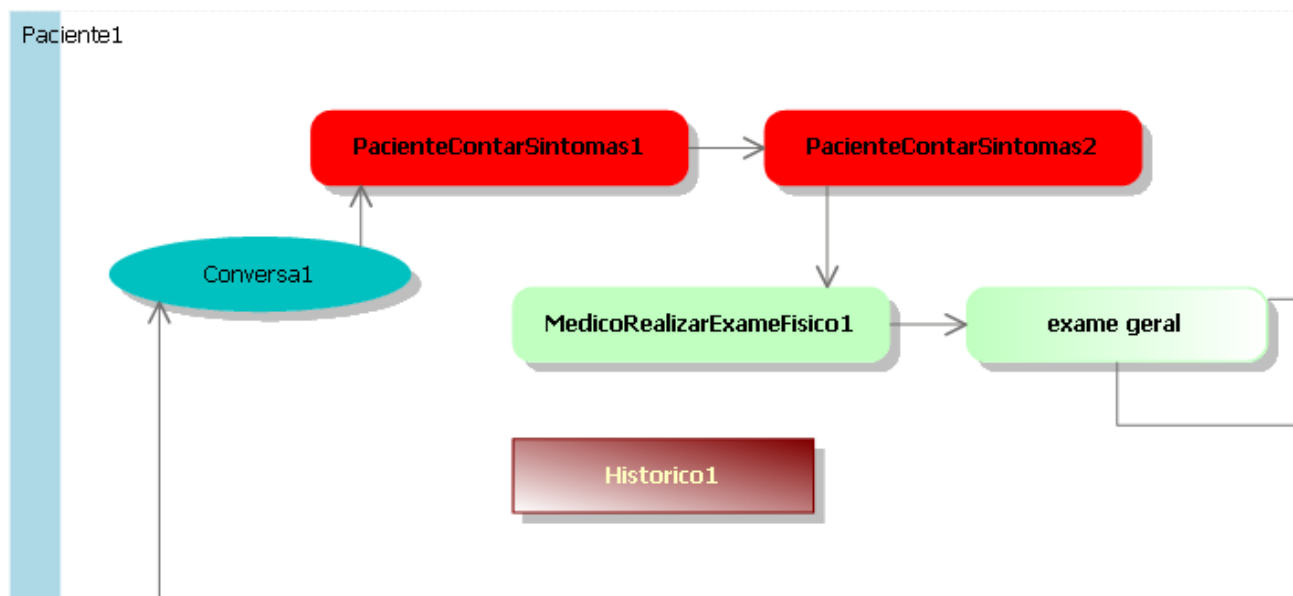 Paciente1
PacienteContarSintomas1
PacienteContarSintomas2
Conversa1
MedicoRealizarExameFisico1
exame geral
Historico1